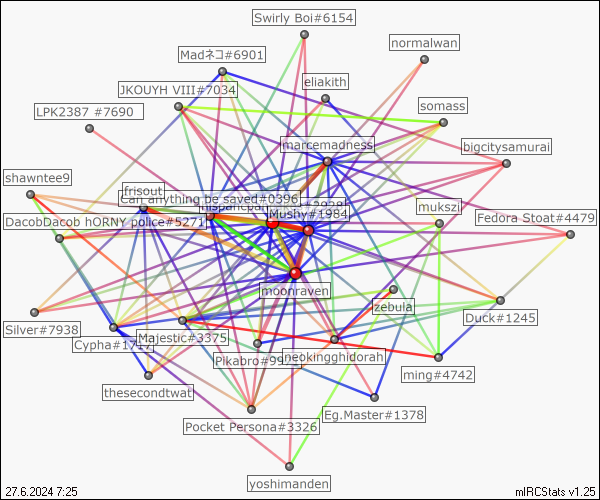 Swirly Boi#6154
normalwan
Madネコ#6901
eliakith
JKOUYH VIII#7034
LPK2387 #7690
somass
marcemadness
bigcitysamurai
shawntee9
frisout
Can anything be saved#0396
Mushy#1984
mukszi
DacobDacob hORNY police#5271
Fedora Stoat#4479
moonraven
zebula
Silver#7938
Cypha#1717
Majestic#3375
Duck#1245
neokingghidorah
ming#4742
thesecondtwat
Eg.Master#1378
Pocket Persona#3326
yoshimanden
27.6.2024 7:25
mIRCStats v1.25